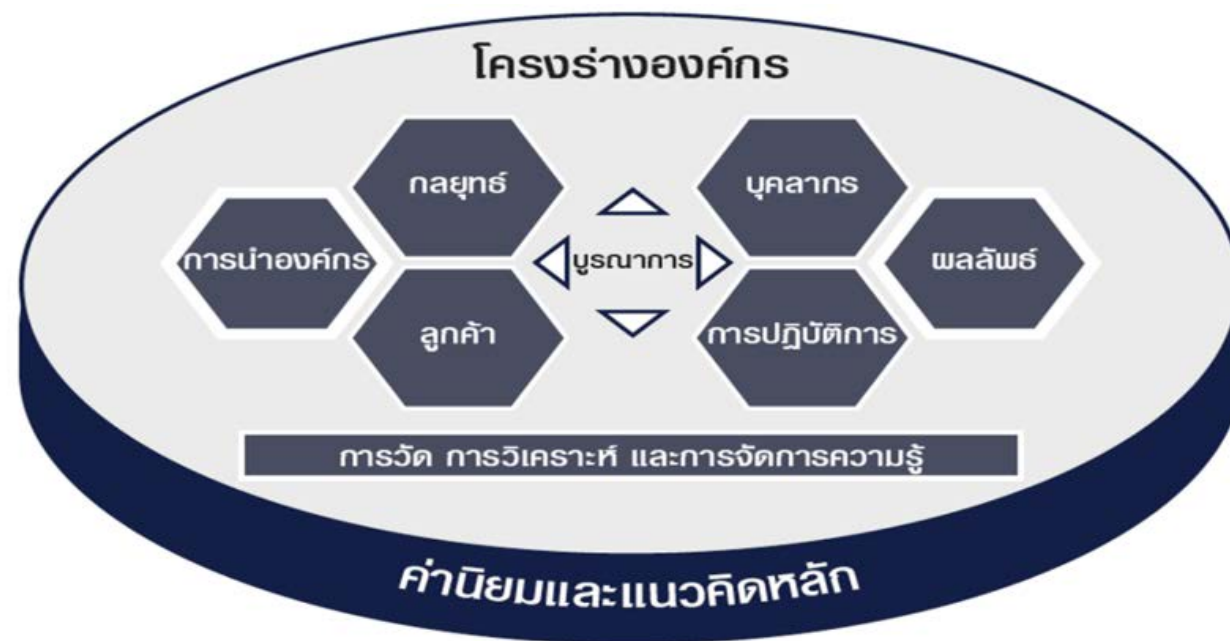 โครงร่างองค์กร
กลยุทธ์
บุคลากร
การนำองค์กร
บูรณาการ
ผลลัพธ์
ลูกค้า
การปฏิบัติการ
การวัด การวิเคราะห์ และการจัดการความรู้
ค่านิยมและแนวคิดหลัก